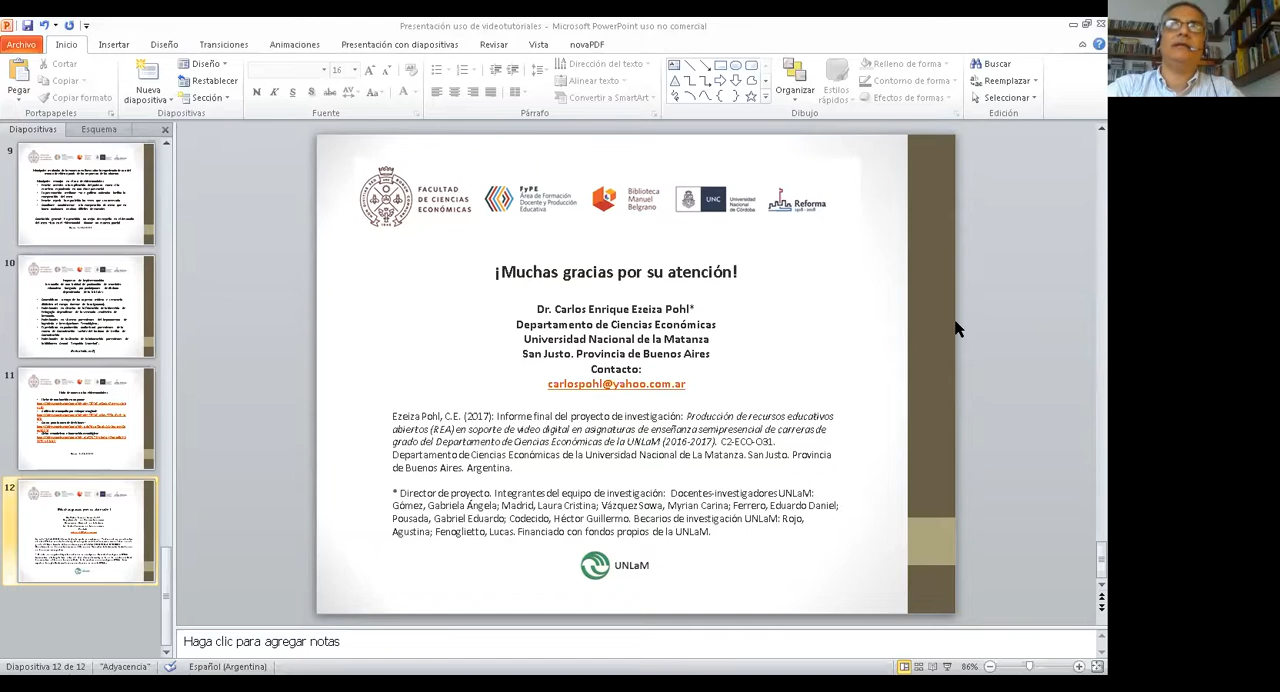 Presentación uso de videotutoriales - Microsoft PowerPoint uso no comercial
Archivo Inicio Insertar Diseño Transiciones Animaciones Presentación con diapositivas Revisar Vista novaPDF
Pegar
Cortar
Copiar
Copiar formato
Portapapeles
Nueva
diapositiva
Diseño
Restablecer
Sección
Diapositivas
16
Fuente
Dirección del texto
Alinear texto
Convertir a SmartArt
Párrafo
Organizar
Estilos
rápidos
Relleno de forma
Contorno de forma
Efectos de formas
Dibujo
Buscar
Reemplazar
Seleccionar
Edición
Diapositivas Esquema
9
10
11
12
FACULTAD
DE CIENCIAS
ECONÓMICAS
FyPE
Área de Formación
Docente y Producción
Educativa
Biblioteca
Manuel
Belgrano
UNC
Universidad
Nacional
de Córdoba
Reforma
1918 - 2018
¡Muchas gracias por su atención!
Dr. Carlos Enrique Ezeiza Pohl*
Departamento de Ciencias Económicas
Universidad Nacional de la Matanza
San Justo. Provincia de Buenos Aires
Contacto:
carlospohl@yahoo.com.ar
Ezeiza Pohl, C.E. (2017): Informe final del proyecto de investigación: Producción de recursos educativos
abiertos (REA) en soporte de video digital en asignaturas de enseñanza semipresencial de carreras de
grado del Departamento de Ciencias Económicas de la UNLaM (2016-2017). C2-ECO-031.
Departamento de Ciencias Económicas de la Universidad Nacional de La Matanza. San Justo. Provincia
de Buenos Aires. Argentina.
* Director de proyecto. Integrantes del equipo de investigación: Docentes-investigadores UNLaM:
Gómez, Gabriela Ángela; Madrid, Laura Cristina; Vázquez Sowa, Myrian Carina; Ferrero, Eduardo Daniel;
Pousada, Gabriel Eduardo; Codecido, Héctor Guillermo. Becarios de investigación UNLaM: Rojo,
Agustina; Fenoglietto, Lucas. Financiado con fondos propios de la UNLaM.
UNLaM
Haga clic para agregar notas
Diapositiva 12 de 12 "Adyacencia" Español (Argentina) 86%